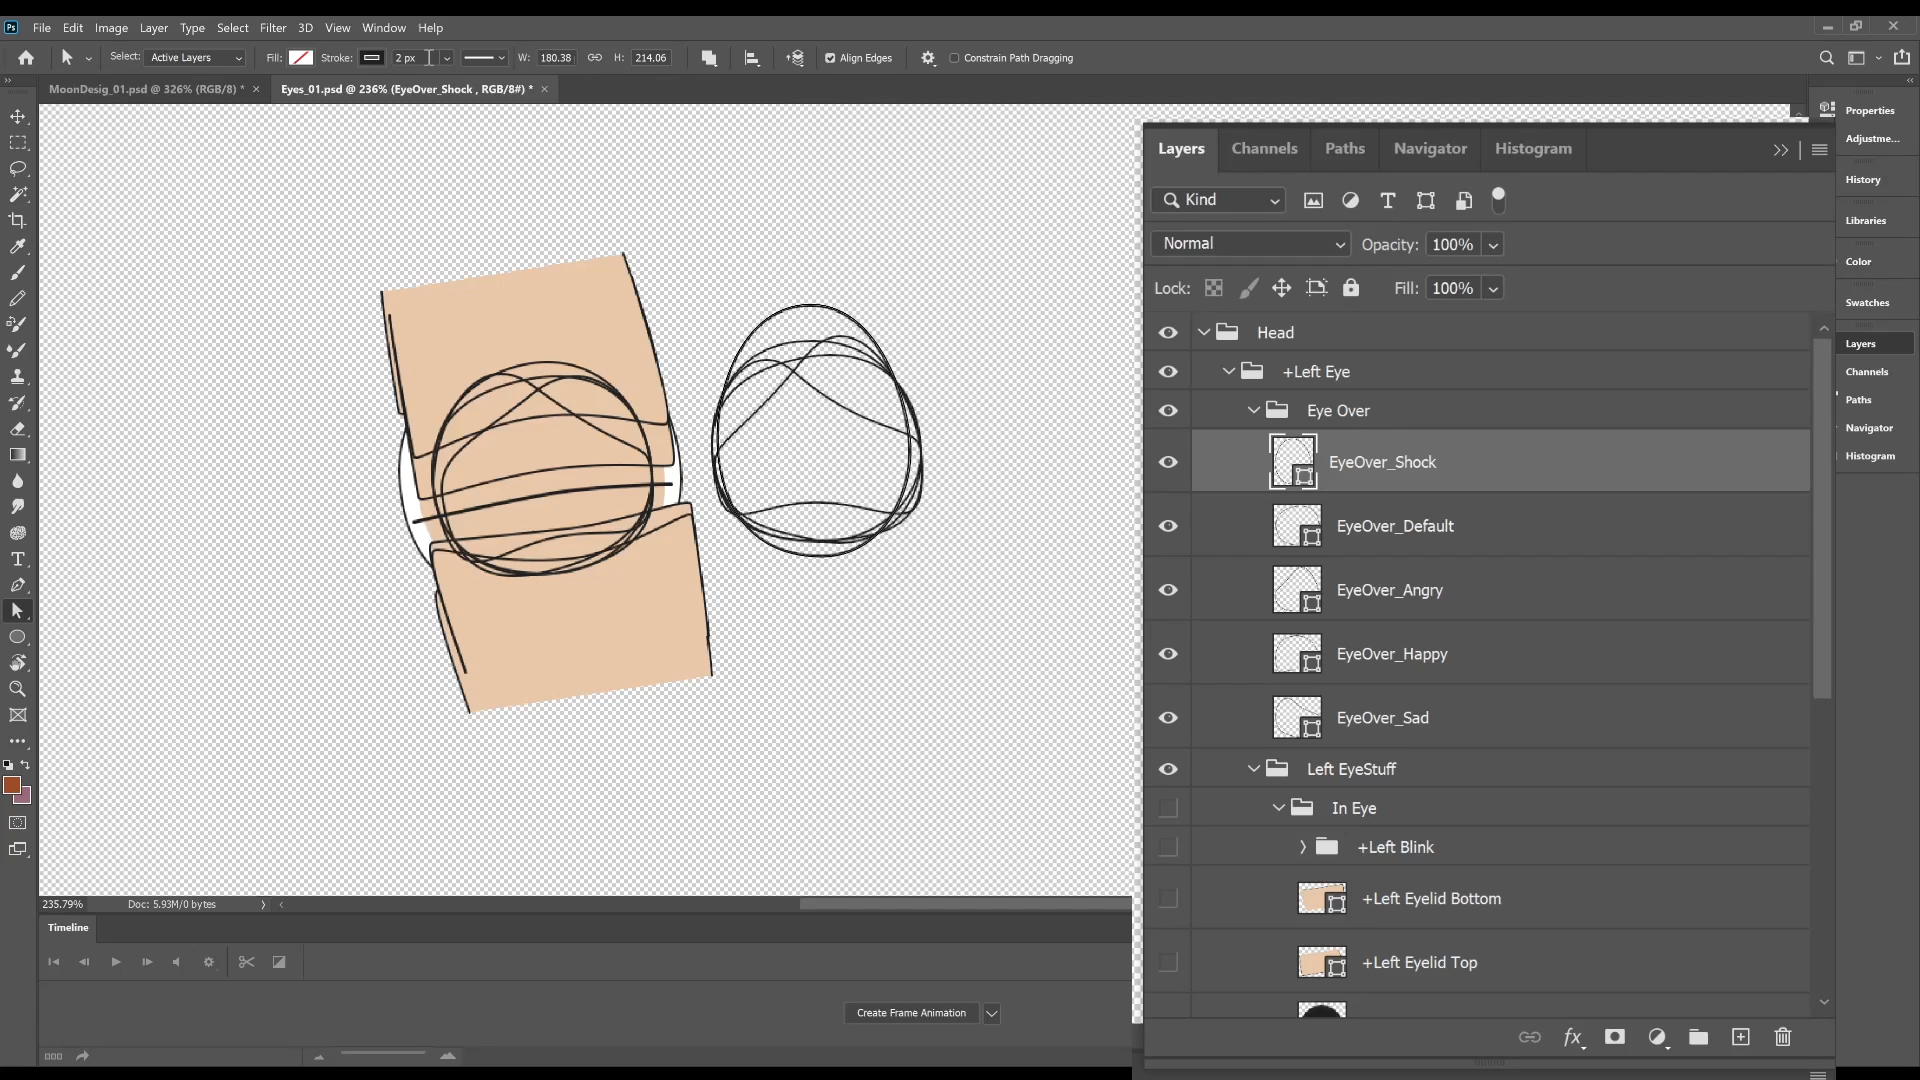 Ps File Edit Image Layer Type Select Filter 3D View Window Help
Select: Active Layers Fill: Stroke: 2 px W: 180.38 H: 214.06 Align Edges Constrain Path Dragging
MoonDesig_01.psd @ 326% (RGB/8) * × Eyes_01.psd @ 236% (EyeOver_Shock , RGB/8#) * ×
Layers Channels Paths Navigator Histogram
Kind
Normal Opacity: 100%
Lock: Fill: 100%
Head
+Left Eye
Eye Over
EyeOver_Shock
EyeOver_Default
EyeOver_Angry
EyeOver_Happy
EyeOver_Sad
Left EyeStuff
In Eye
+Left Blink
+Left Eyelid Bottom
+Left Eyelid Top
Properties
Adjustme...
History
Libraries
Color
Swatches
Layers
Channels
Paths
Navigator
Histogram
235.79% Doc: 5.93M/0 bytes
Timeline
Create Frame Animation